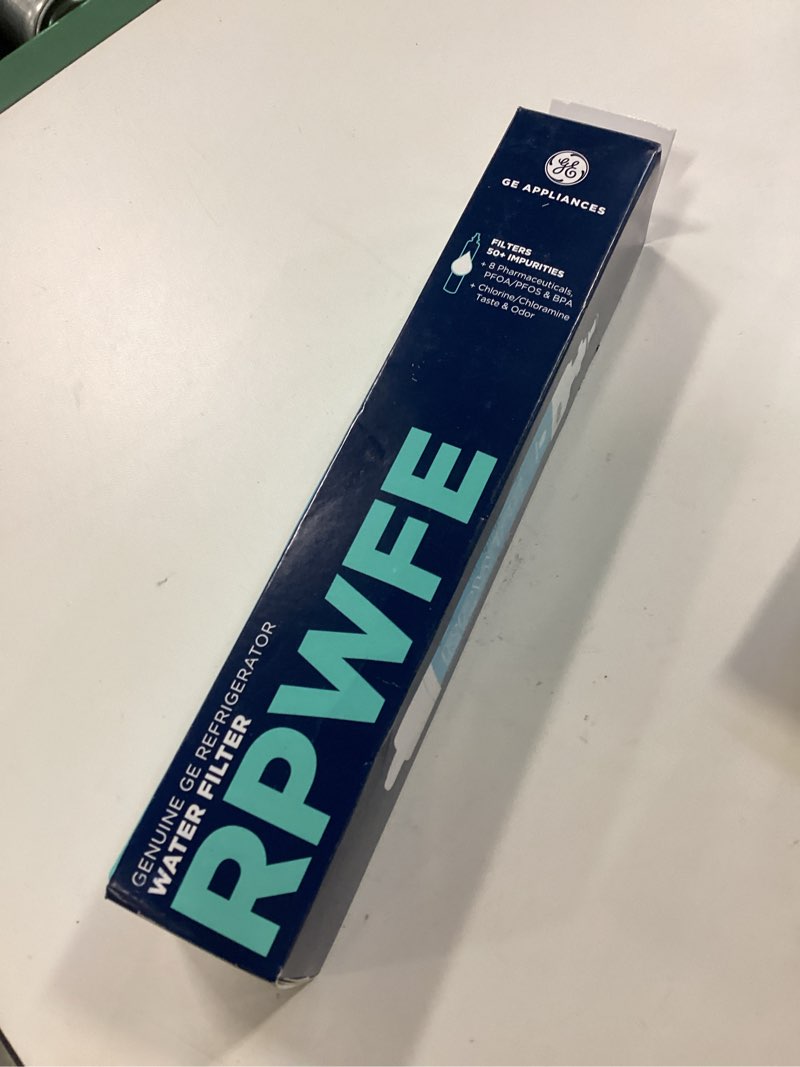 GE
GE APPLIANCES
FILTERS
50+ IMPURITIES
+ 8 Pharmaceuticals,
PFOA/PFOS & BPA
+ Chlorine/Chloramine
Taste & Odor
GENUINE GE REFRIGERATOR
WATER FILTER
RPWFE